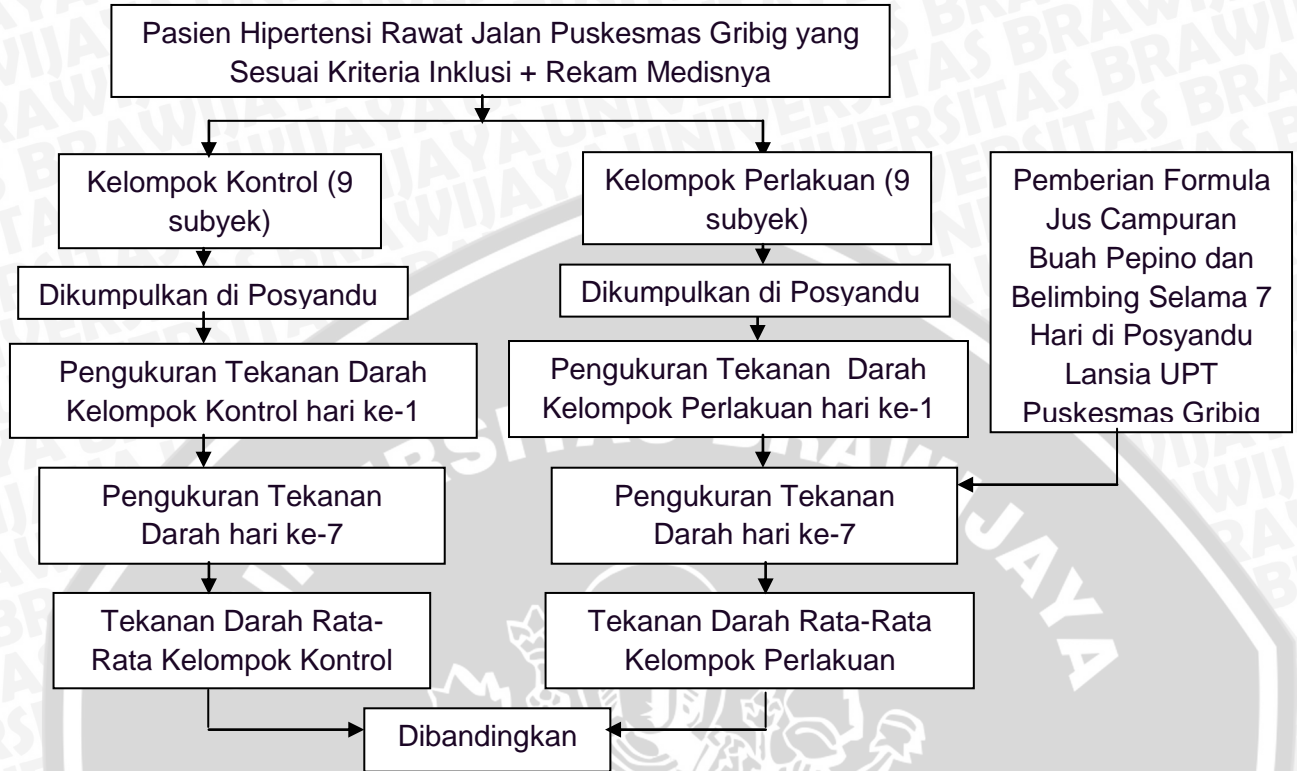 Pasien Hipertensi Rawat Jalan Puskesmas Gribig yang
Sesuai Kriteria Inklusi + Rekam Medisnya
Kelompok Kontrol (9
subyek)
Kelompok Perlakuan (9
subyek)
Pemberian Formula
Jus Campuran
Buah Pepino dan
Belimbing Selama 7
Hari di Posyandu
Lansia UPT
Puskesmas Gribig
Dikumpulkan di Posyandu
Dikumpulkan di Posyandu
Pengukuran Tekanan Darah
Kelompok Kontrol hari ke-1
Pengukuran Tekanan Darah
Kelompok Perlakuan hari ke-1
Pengukuran Tekanan
Darah hari ke-7
Pengukuran Tekanan
Darah hari ke-7
Tekanan Darah Rata-
Rata Kelompok Kontrol
Tekanan Darah Rata-Rata
Kelompok Perlakuan
Dibandingkan